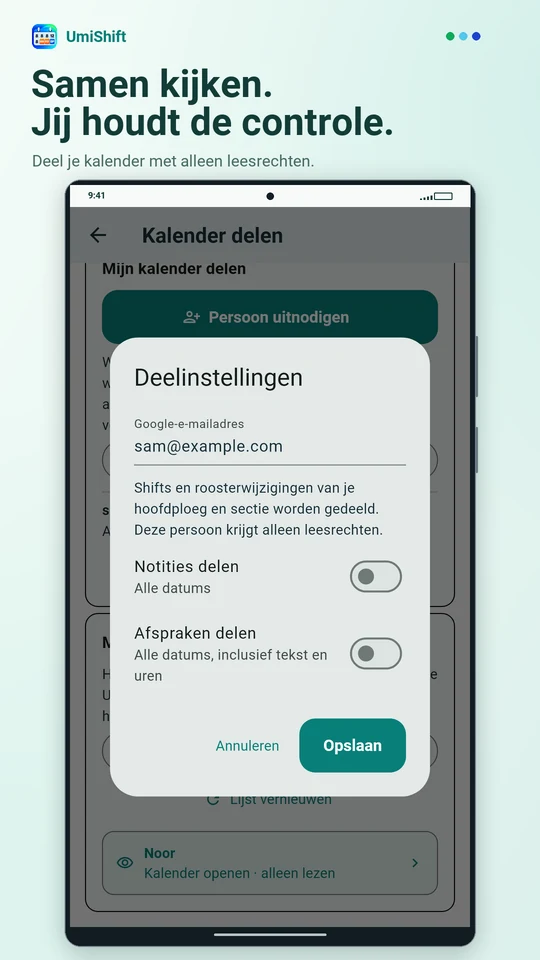 UmiShift
Samen kijken.
Jij houdt de controle.
Deel je kalender met alleen leesrechten.
9:41
Kalender delen
Mijn kalender delen
Persoon uitnodigen
Deelinstellingen
Google-e-mailadres
sam@example.com
Shifts en roosterwijzigingen van je
hoofdploeg en sectie worden gedeeld.
Deze persoon krijgt alleen leesrechten.
Notities delen
Alle datums
Afspraken delen
Alle datums, inclusief tekst en
uren
Annuleren
Opslaan
Lijst vernieuwen
Noor
Kalender openen · alleen lezen